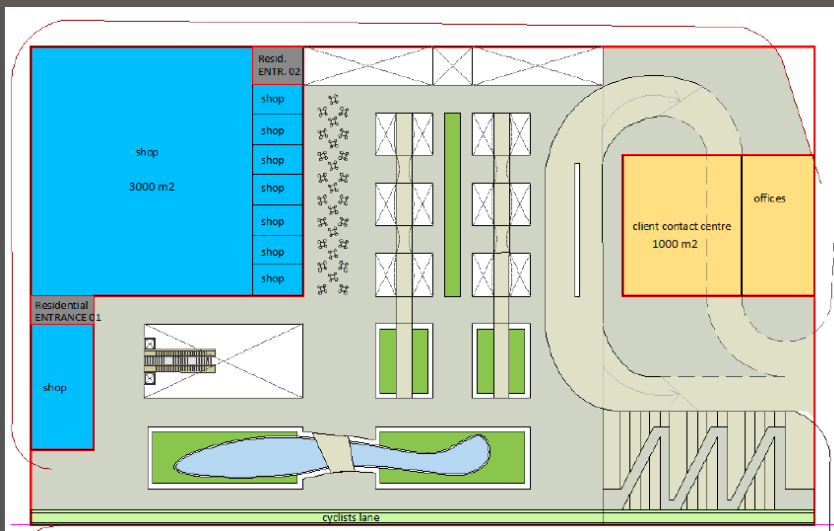 Resid.
ENTR. 02
shop
shop
shop
3000 m2
shop
shop
shop
shop
shop
offices
client contact centre
1000 m2
Residential
ENTRANCE 01
shop
cyclists lane